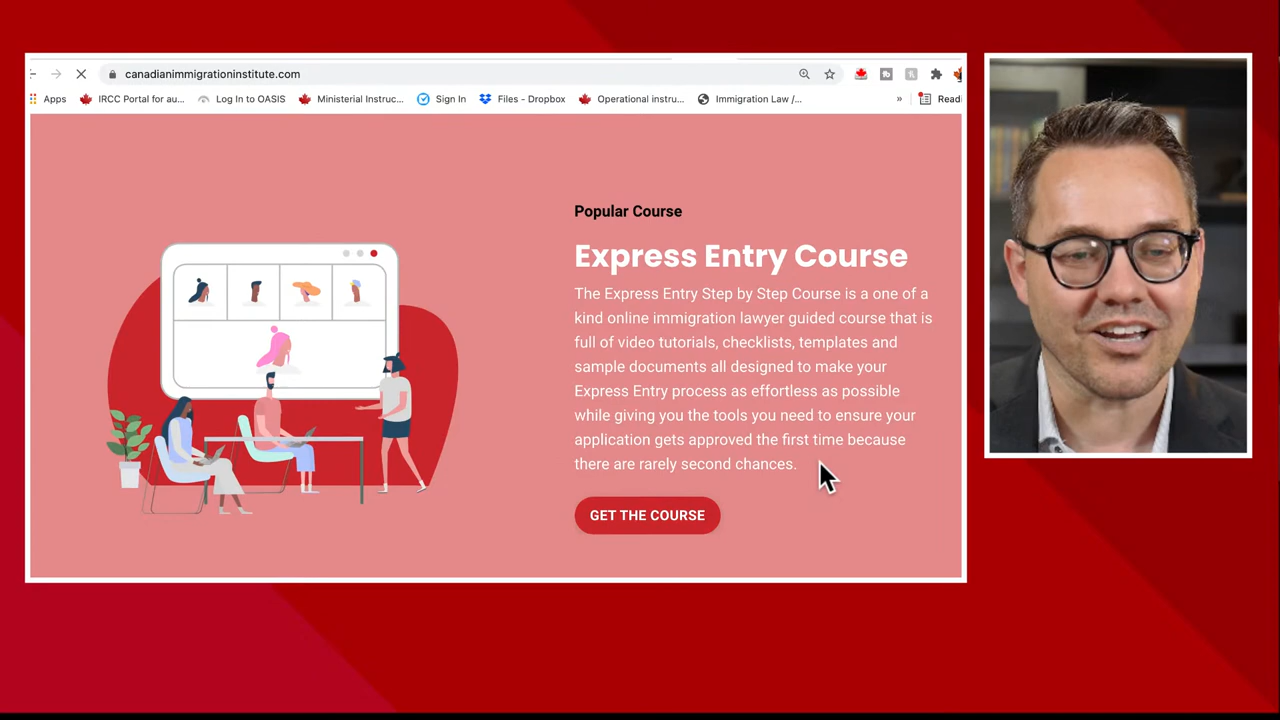 canadianimmigrationinstitute.com
Apps IRCC Portal for au... Log In to OASIS Ministerial Instruc... Sign In Files - Dropbox Operational instru... Immigration Law /... » Readi
Popular Course
Express Entry Course
The Express Entry Step by Step Course is a one of a
kind online immigration lawyer guided course that is
full of video tutorials, checklists, templates and
sample documents all designed to make your
Express Entry process as effortless as possible
while giving you the tools you need to ensure your
application gets approved the first time because
there are rarely second chances.
GET THE COURSE